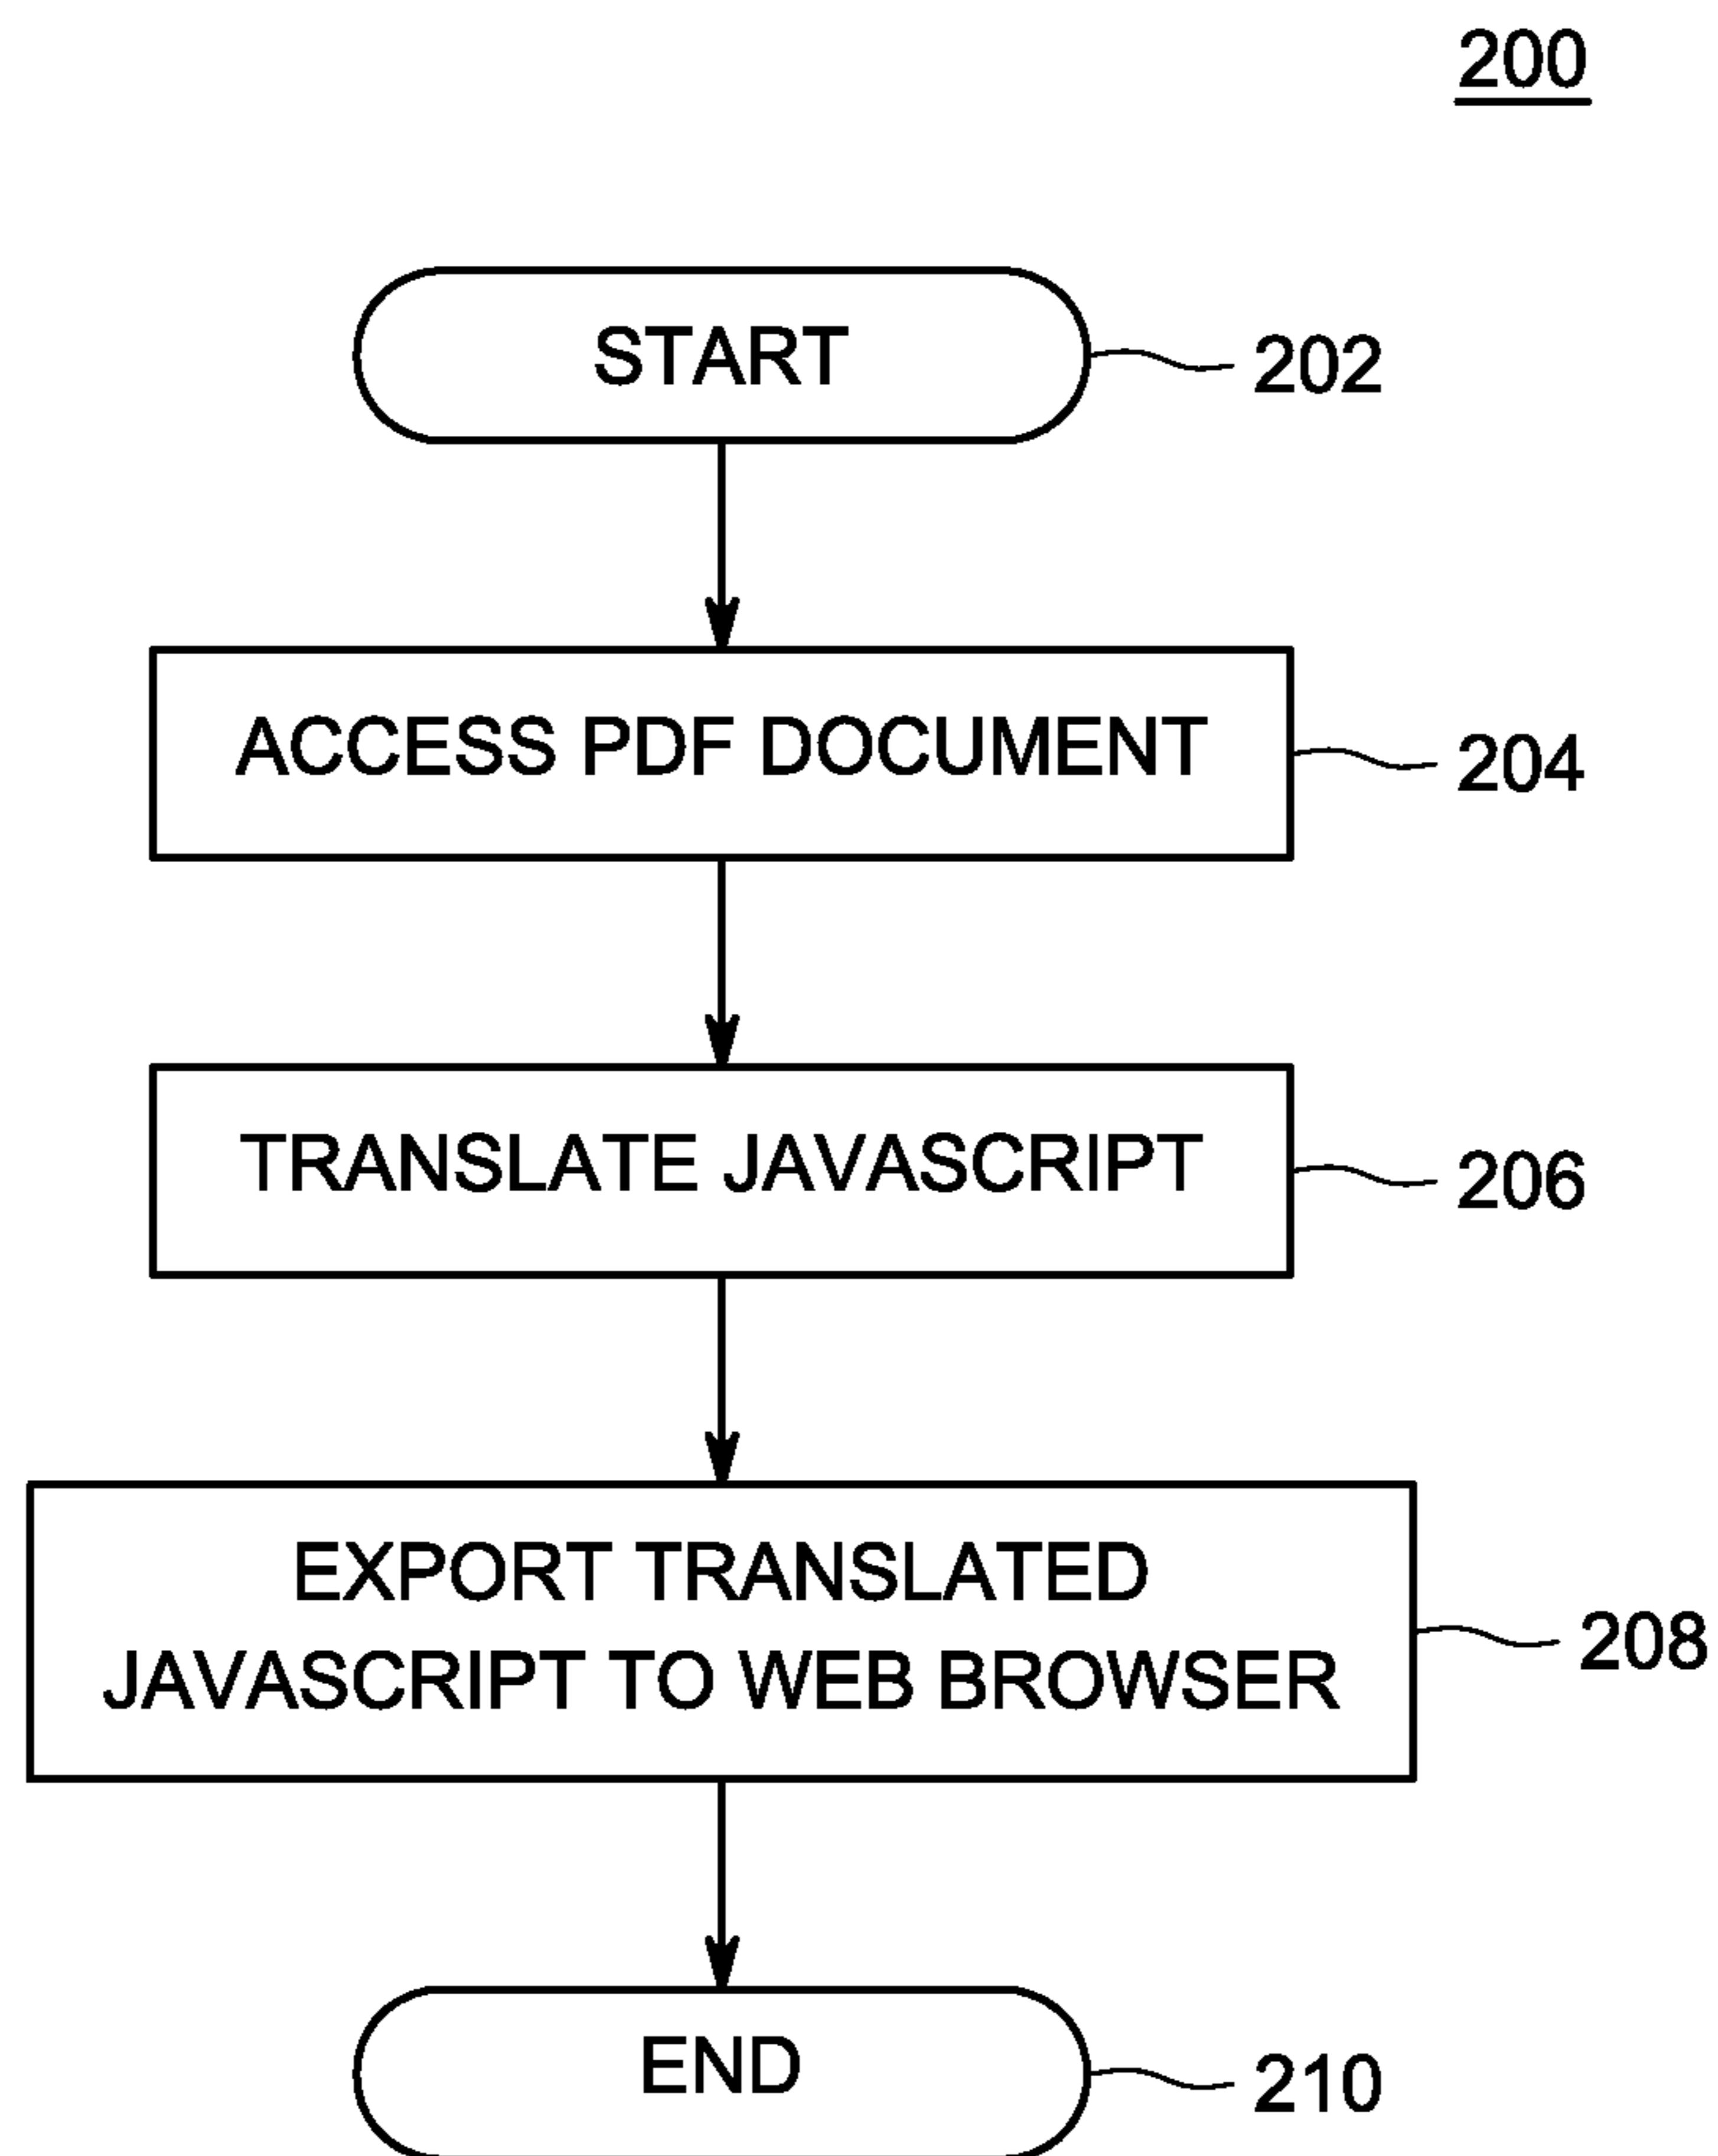 200
START
202
ACCESS PDF DOCUMENT
204
TRANSLATE JAVASCRIPT
206
EXPORT TRANSLATED
JAVASCRIPT TO WEB BROWSER
208
END
210